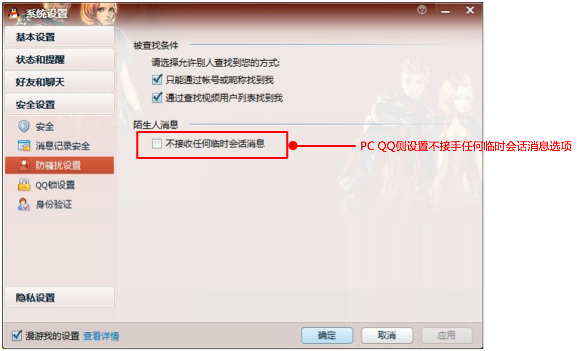 系统设置
基本设置
状态和提醒
好友和聊天
安全设置
安全
消息记录安全
防骚扰设置
QQ锁设置
身份验证
隐私设置
被查找条件
请选择允许别人查找到您的方式:
只能通过帐号或昵称找到我
通过查找视频用户列表找到我
陌生人消息
不接收任何临时会话消息
PC QQ侧设置不接手任何临时会话消息选项
漫游我的设置 查看详情
确定 取消 应用